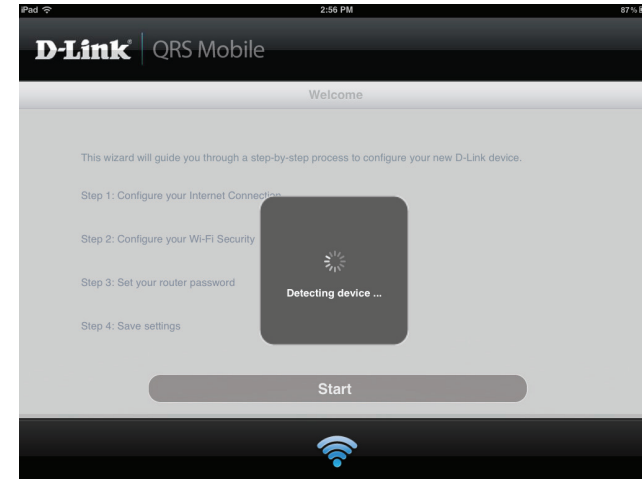 iPad
2:56 PM
87%
D-Link® QRS Mobile
Welcome
This wizard will guide you through a step-by-step process to configure your new D-Link device.
Step 1: Configure your Internet Connection
Step 2: Configure your Wi-Fi Security
Step 3: Set your router password
Detecting device ...
Step 4: Save settings
Start